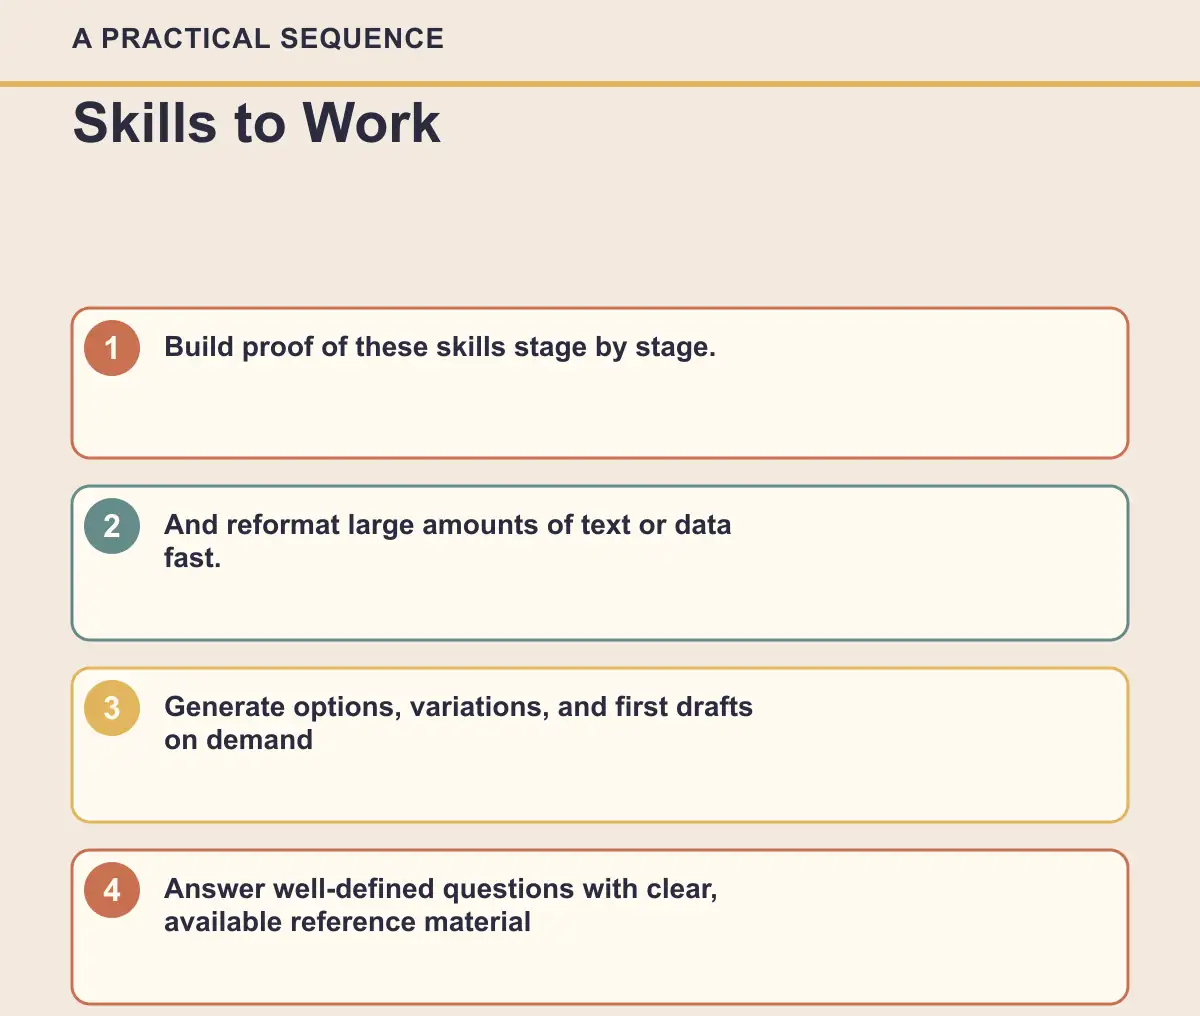 A PRACTICAL SEQUENCE
Skills to Work
1
Build proof of these skills stage by stage.
2
And reformat large amounts of text or data
fast.
3
Generate options, variations, and first drafts
on demand
4
Answer well-defined questions with clear,
available reference material